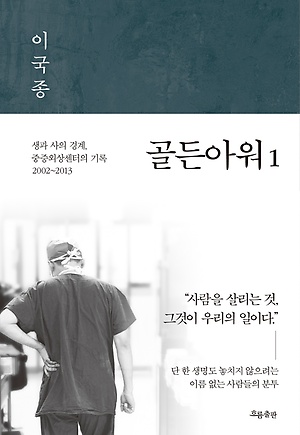 이국종
생과 사의 경계,
중증외상센터의 기록
2002~2013
골든아워 1
“사람을 살리는 것,
그것이 우리의 일이다.”
단 한 생명도 놓치지 않으려는
이름 없는 사람들의 분투
흐름출판